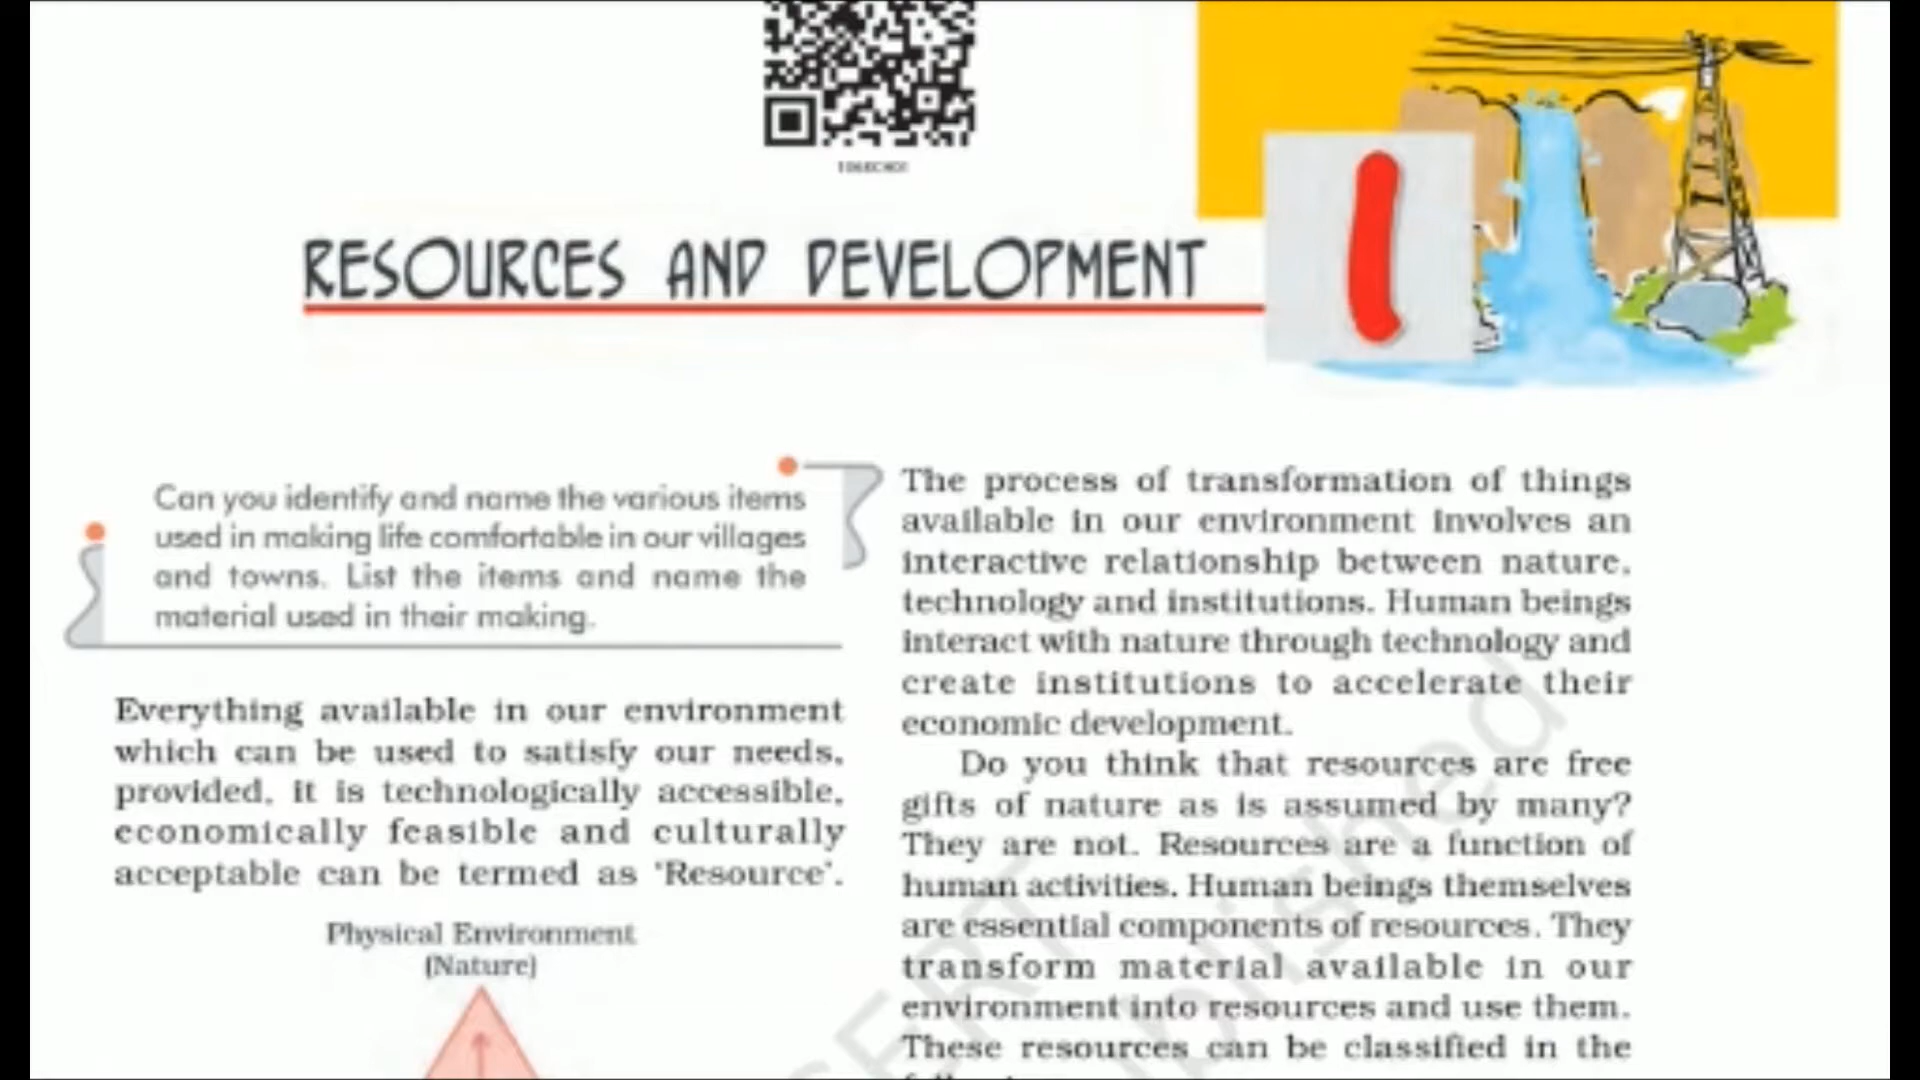 RESOURCES AND DEVELOPMENT
1
Can you identify and name the various items
used in making life comfortable in our villages
and towns. List the items and name the
material used in their making.
Everything available in our environment
which can be used to satisfy our needs,
provided, it is technologically accessible,
economically feasible and culturally
acceptable can be termed as ‘Resource’.
Physical Environment
(Nature)
The process of transformation of things
available in our environment involves an
interactive relationship between nature,
technology and institutions. Human beings
interact with nature through technology and
create institutions to accelerate their
economic development.
Do you think that resources are free
gifts of nature as is assumed by many?
They are not. Resources are a function of
human activities. Human beings themselves
are essential components of resources. They
transform material available in our
environment into resources and use them.
These resources can be classified in the